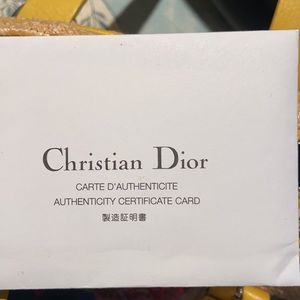 Christian Dior
CARTE D'AUTHENTICITE
AUTHENTICITY CERTIFICATE CARD
製造証明書